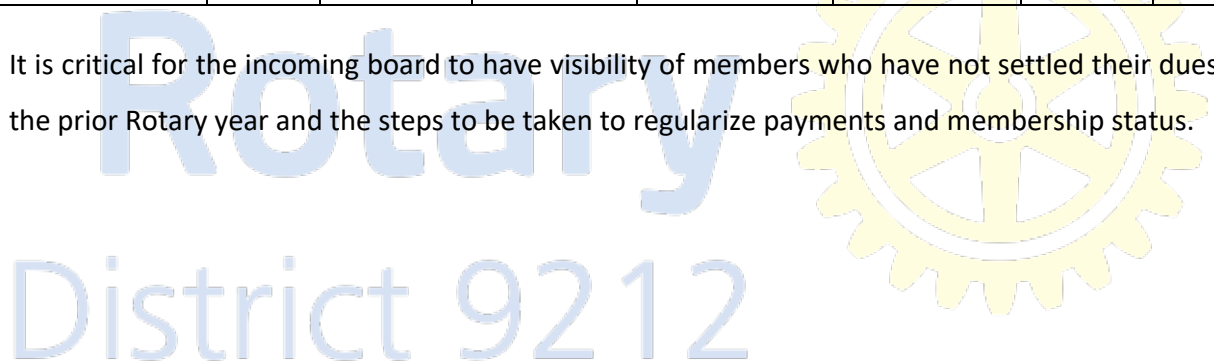 It is critical for the incoming board to have visibility of members who have not settled their dues
the prior Rotary year and the steps to be taken to regularize payments and membership status.
Rotary
District 9212